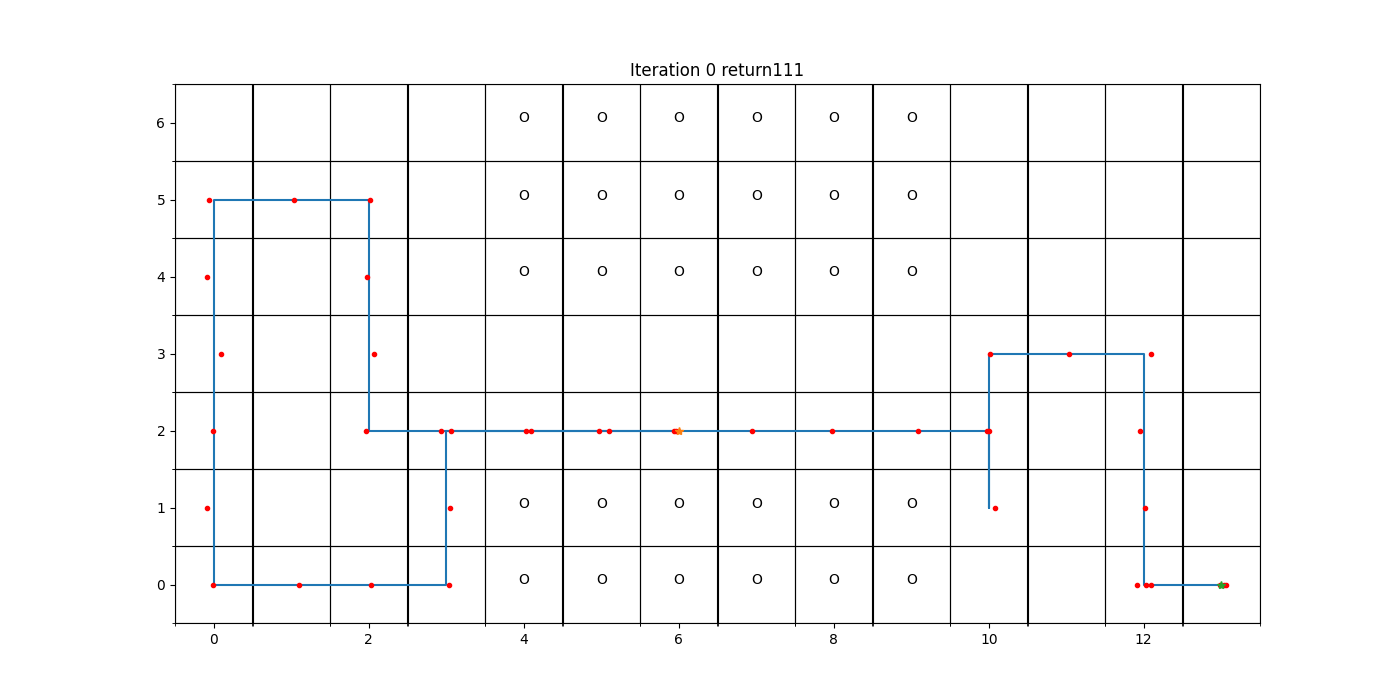 Iteration 0 return111
6 O O O O O O
5 O O O O O O
4 O O O O O O
3
2
1 O O O O O O
0 O O O O O O
0 2 4 6 8 10 12